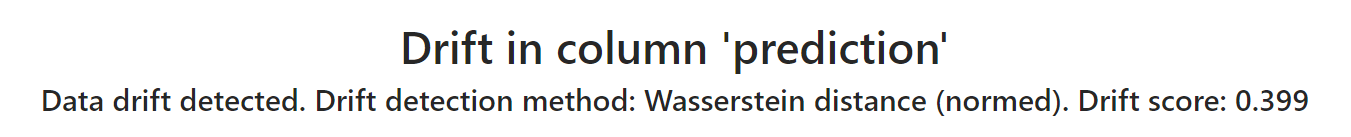 Drift in column 'prediction'
Data drift detected. Drift detection method: Wasserstein distance (normed). Drift score: 0.399